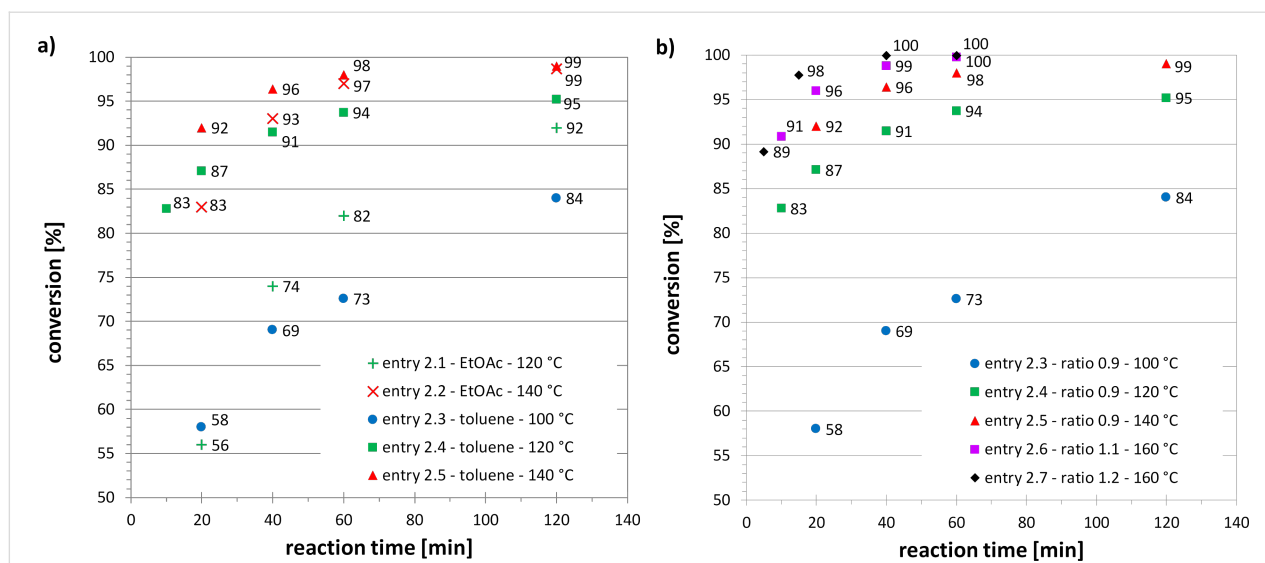 a)
100
95
90
85
80
75
70
65
60
55
50
conversion [%]
0 20 40 60 80 100 120 140
reaction time [min]
92 96 98 99
83 93 97 99
83 87 91 94 95
56 74 82 92
58 69 73 84
entry 2.1 - EtOAc - 120 °C
entry 2.2 - EtOAc - 140 °C
entry 2.3 - toluene - 100 °C
entry 2.4 - toluene - 120 °C
entry 2.5 - toluene - 140 °C
b)
100
95
90
85
80
75
70
65
60
55
50
conversion [%]
0 20 40 60 80 100 120 140
reaction time [min]
89 98 100 100
91 96 99 100
92 96 98 99
83 87 91 94 95
58 69 73 84
entry 2.3 - ratio 0.9 - 100 °C
entry 2.4 - ratio 0.9 - 120 °C
entry 2.5 - ratio 0.9 - 140 °C
entry 2.6 - ratio 1.1 - 160 °C
entry 2.7 - ratio 1.2 - 160 °C